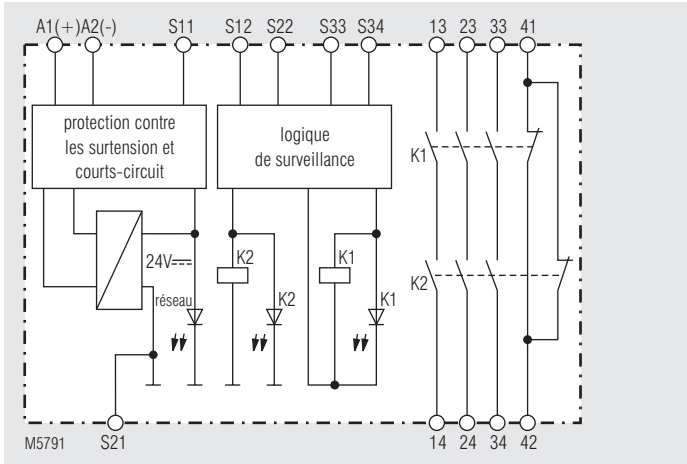 A1(+) A2(-) S11 S12 S22 S33 S34 13 23 33 41
protection contre
les surtension et
courts-circuit
logique
de surveillance
K1
24V
K2
K1
K2
réseau
K2
K1
M5791
S21
14 24 34 42